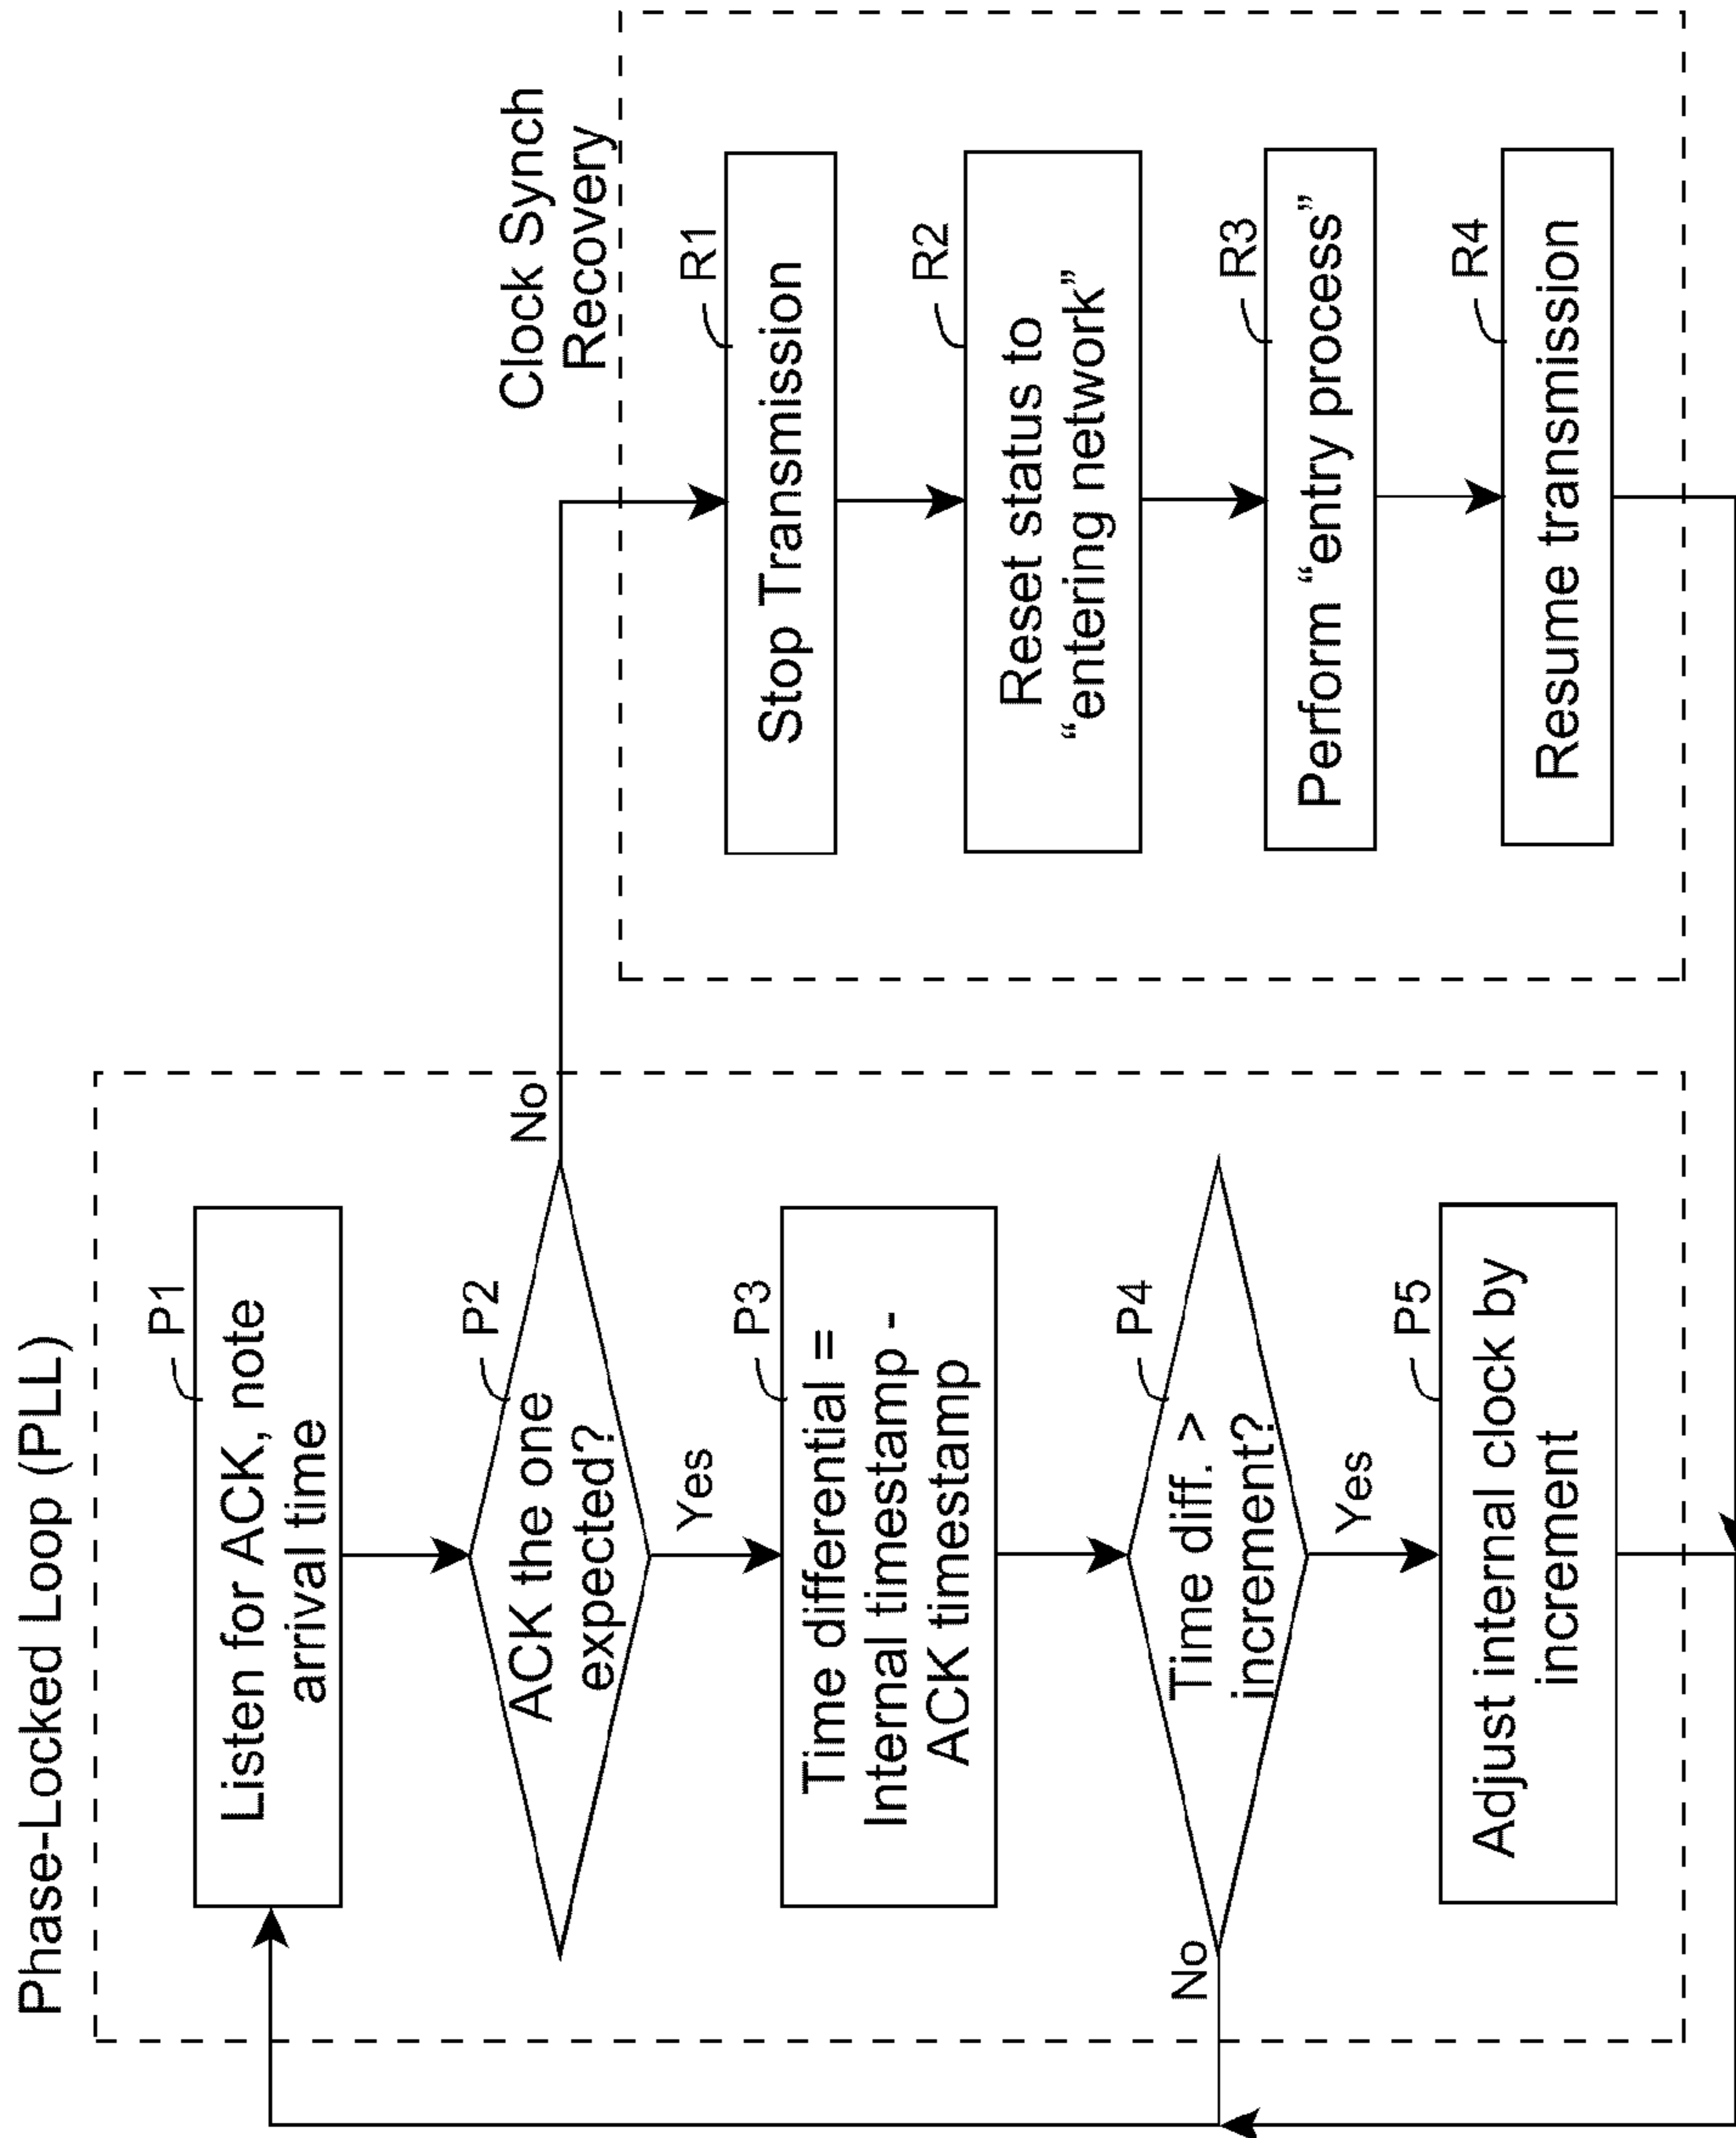 Phase-Locked Loop (PLL)
P1
Listen for ACK, note
arrival time
P2
ACK the one
expected?
No
Yes
P3
Time differential =
Internal timestamp -
ACK timestamp
P4
Time diff. >
increment?
No
Yes
P5
Adjust internal clock by
increment
Clock Synch
Recovery
R1
Stop Transmission
R2
Reset status to
“entering network”
R3
Perform “entry process”
R4
Resume transmission